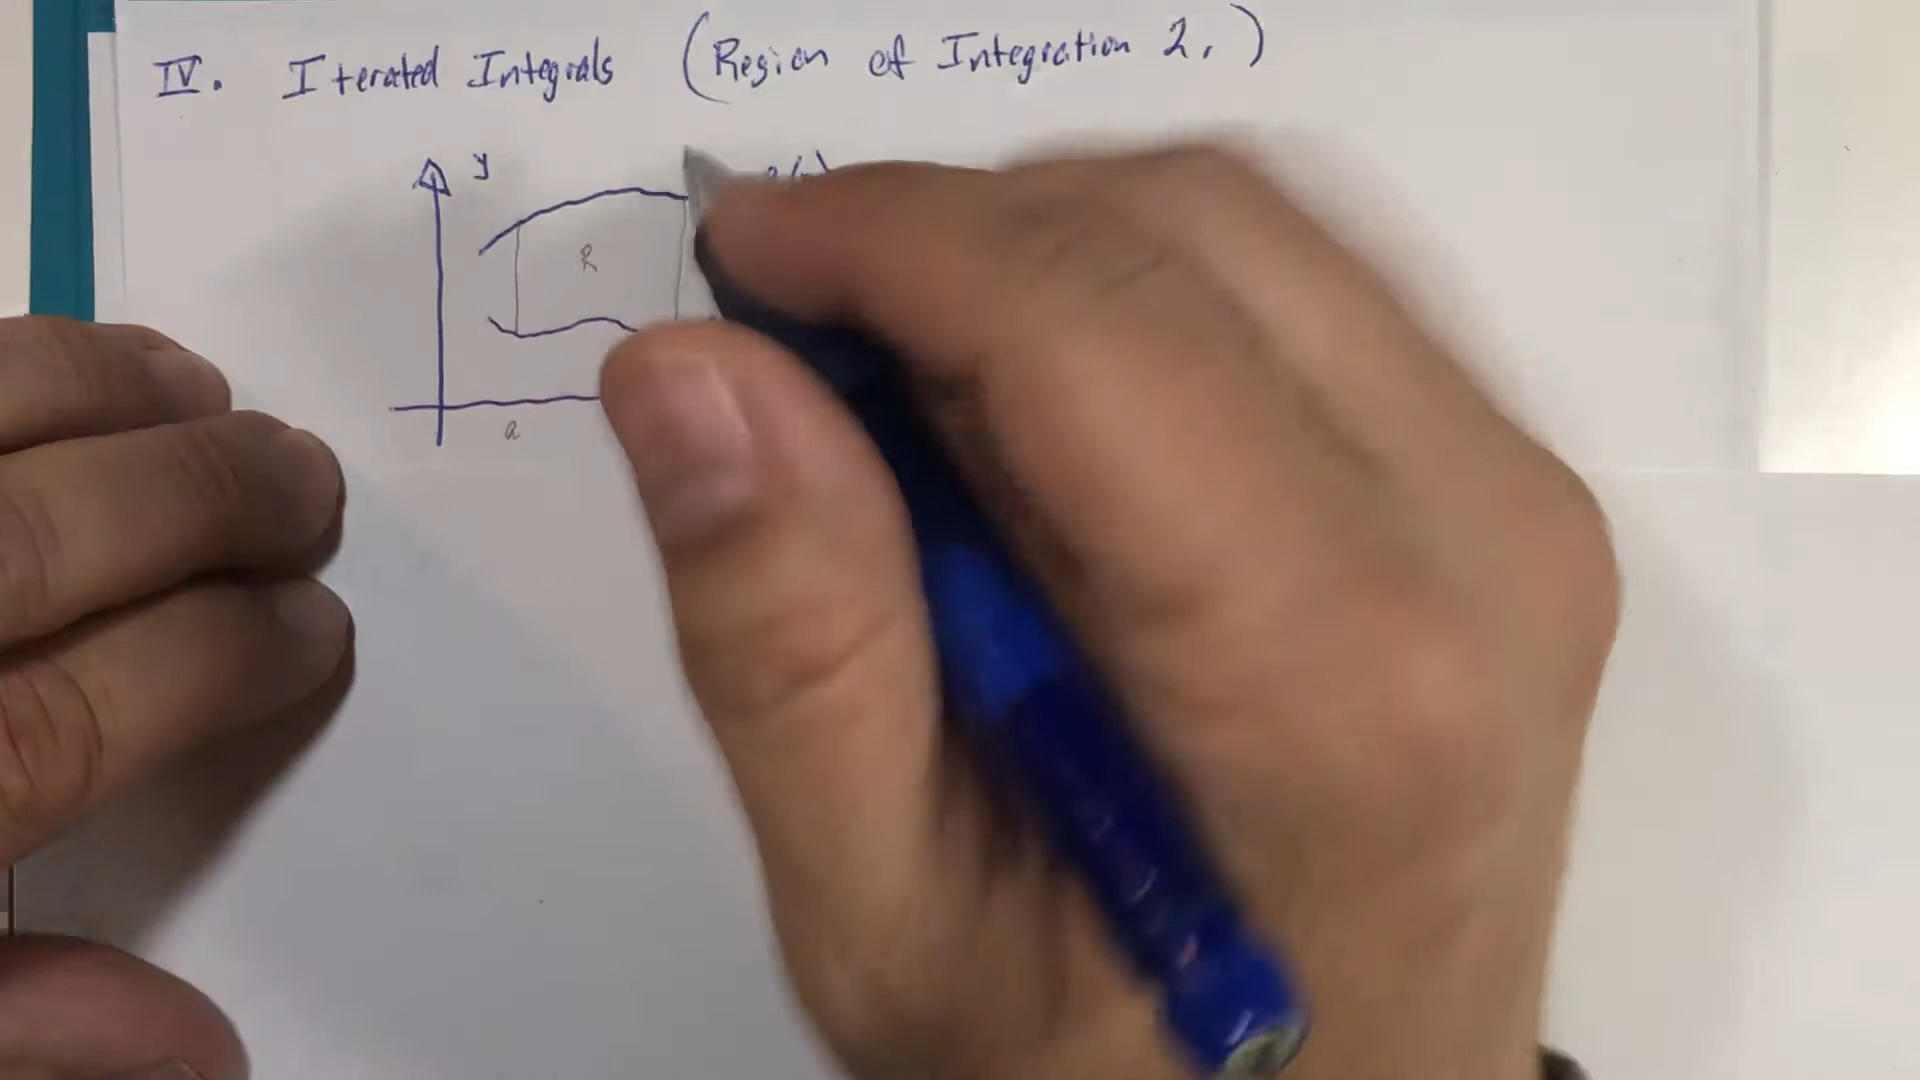 IV. Iterated Integrals (Region of Integration 2.)
y
R
a